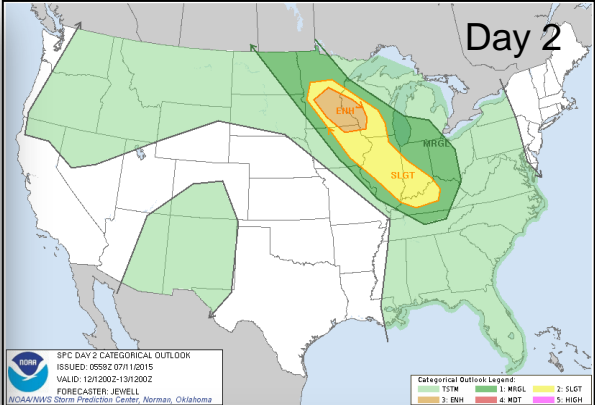 Day 2
ENH
MRGL
SLGT
NOAA
SPC DAY 2 CATEGORICAL OUTLOOK
ISSUED: 0559Z 07/11/2015
VALID: 12/1200Z-13/1200Z
FORECASTER: JEWELL
NOAA/NWS Storm Prediction Center, Norman, Oklahoma
Categorical Outlook Legend:
TSTM 1: MRGL 2: SLGT
3: ENH 4: MDT 5: HIGH